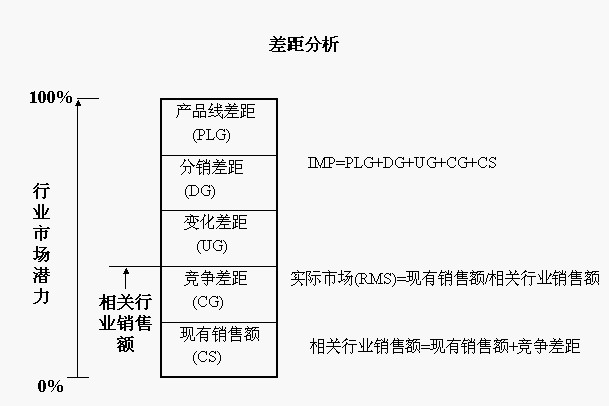 差距分析
100%
产品线差距
(PLG)
分销差距
(DG)
IMP=PLG+DG+UG+CG+CS
行业市场潜力
变化差距
(UG)
竞争差距
(CG)
实际市场(RMS)=现有销售额/相关行业销售额
相关行
业销售
额
现有销售额
(CS)
相关行业销售额=现有销售额+竞争差距
0%